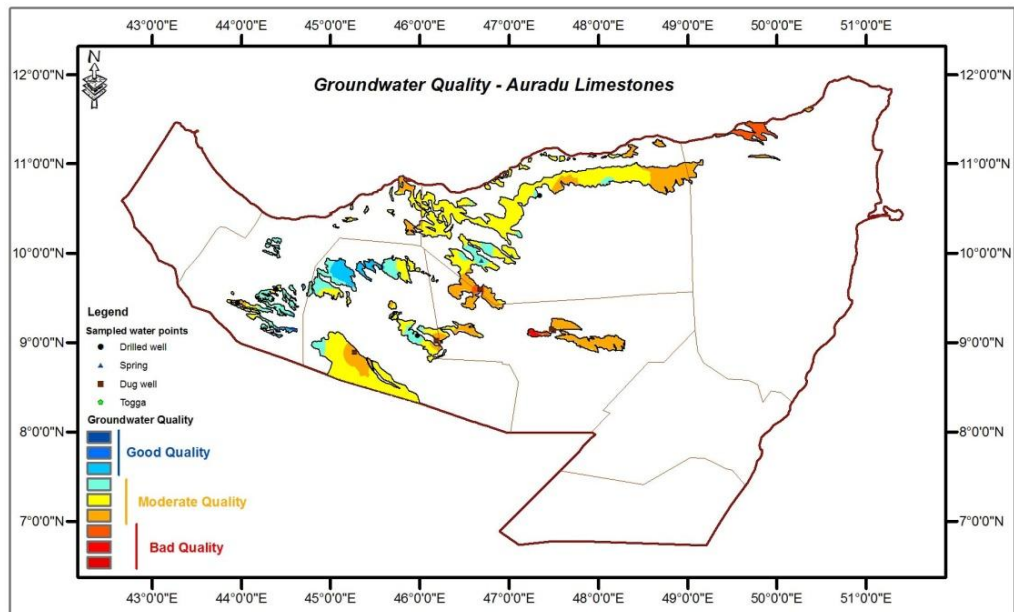 43°0'0"E 44°0'0"E 45°0'0"E 46°0'0"E 47°0'0"E 48°0'0"E 49°0'0"E 50°0'0"E 51°0'0"E
N
Groundwater Quality - Auradu Limestones
12°0'0"N 12°0'0"N
11°0'0"N 11°0'0"N
10°0'0"N 10°0'0"N
9°0'0"N 9°0'0"N
8°0'0"N 8°0'0"N
7°0'0"N 7°0'0"N
Legend
Sampled water points
Drilled well
Spring
Dug well
Togga
Groundwater Quality
Good Quality
Moderate Quality
Bad Quality
43°0'0"E 44°0'0"E 45°0'0"E 46°0'0"E 47°0'0"E 48°0'0"E 49°0'0"E 50°0'0"E 51°0'0"E